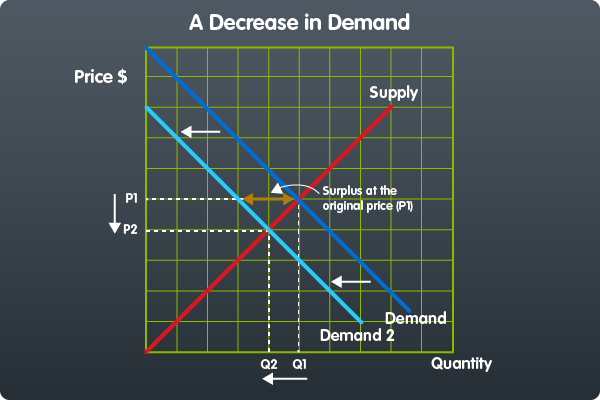 A Decrease in Demand
Price $
Supply
Surplus at the
original price (P1)
P1
P2
Demand
Demand 2
Q2
Q1
Quantity